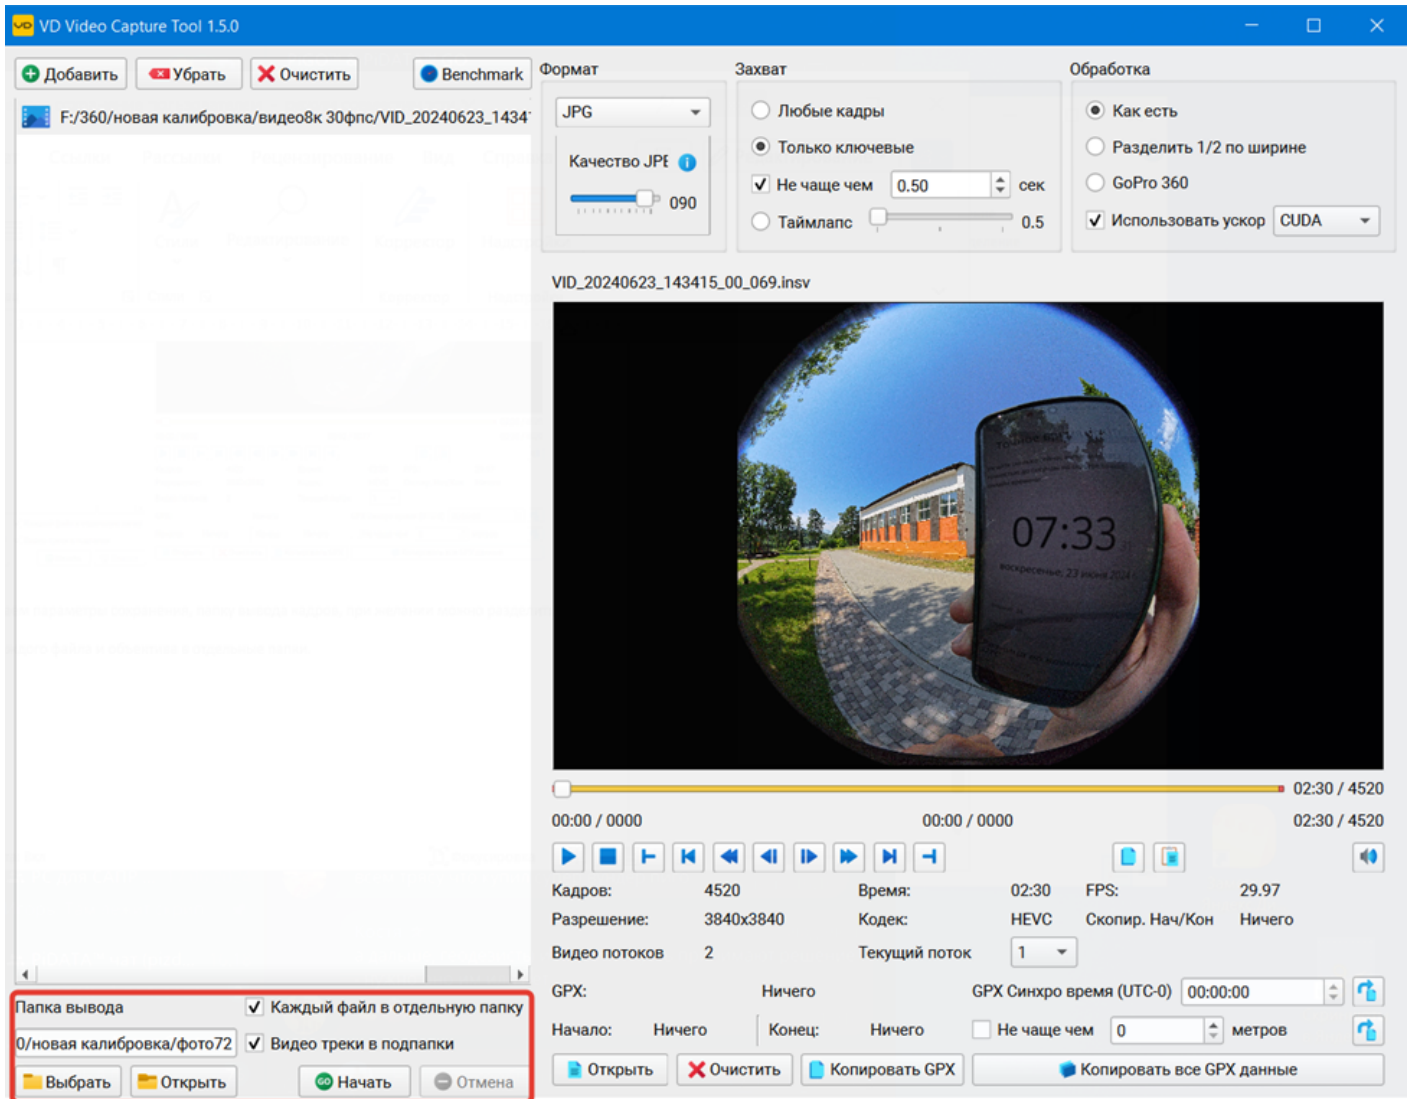 VD Video Capture Tool 1.5.0
Добавить
Убрать
Очистить
Benchmark
F:/360/новая калибровка/видео8к 30фпс/VID_20240623_1434
Формат
JPG
Качество JPE
090
Захват
Любые кадры
Только ключевые
Не чаще чем 0.50 сек
Таймлапс 0.5
Обработка
Как есть
Разделить 1/2 по ширине
GoPro 360
Использовать ускор CUDA
VID_20240623_143415_00_069.insv
07:33
воскресенье, 23 июня 2024
02:30 / 4520
00:00 / 0000 00:00 / 0000 02:30 / 4520
Кадров: 4520 Время: 02:30 FPS: 29.97
Разрешение: 3840x3840 Кодек: HEVC Скопир. Нач/Кон Ничего
Видео потоков 2 Текущий поток 1
GPX: Ничего GPX Синхро время (UTC-0) 00:00:00
Начало: Ничего Конец: Ничего Не чаще чем 0 метров
Открыть Очистить Копировать GPX Копировать все GPX данные
Папка вывода Каждый файл в отдельную папку
0/новая калибровка/фото72 Видео треки в подпапки
Выбрать Открыть GO Начать Отмена